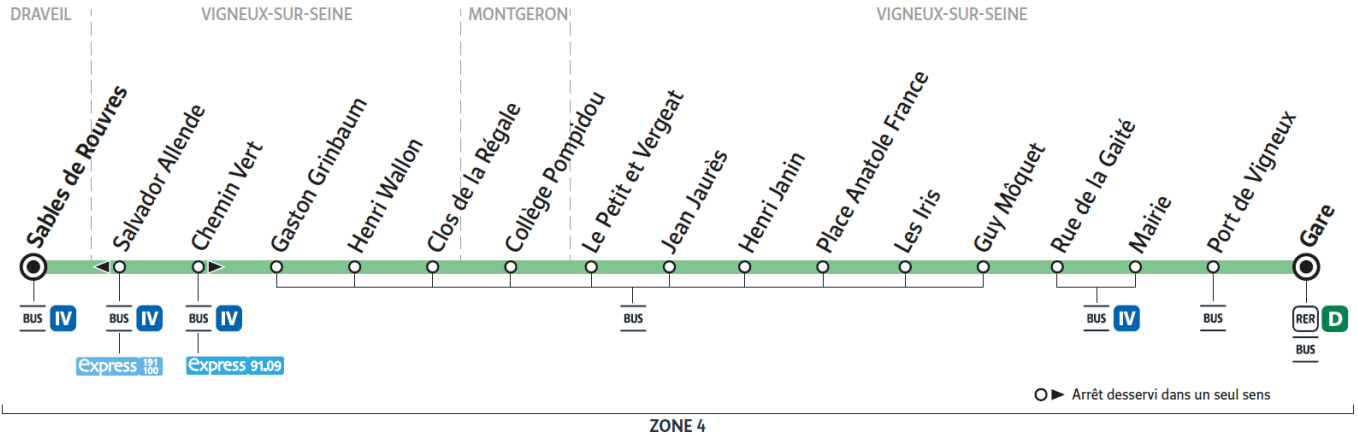 DRAVEIL
VIGNEUX-SUR-SEINE
MONTGERON
VIGNEUX-SUR-SEINE
Sables de Rouvres
Salvador Allende
Chemin Vert
Gaston Grinbaum
Henri Wallon
Clos de la Régale
Collège Pompidou
Le Petit et Vergeat
Jean Jaurès
Henri Janin
Place Anatole France
Les Iris
Guy Môquet
Rue de la Gaité
Mairie
Port de Vigneux
Gare
BUS IV
BUS IV
BUS IV
BUS
BUS IV
BUS
RER D
BUS
express 191 100
express 91.09
Arrêt desservi dans un seul sens
ZONE 4